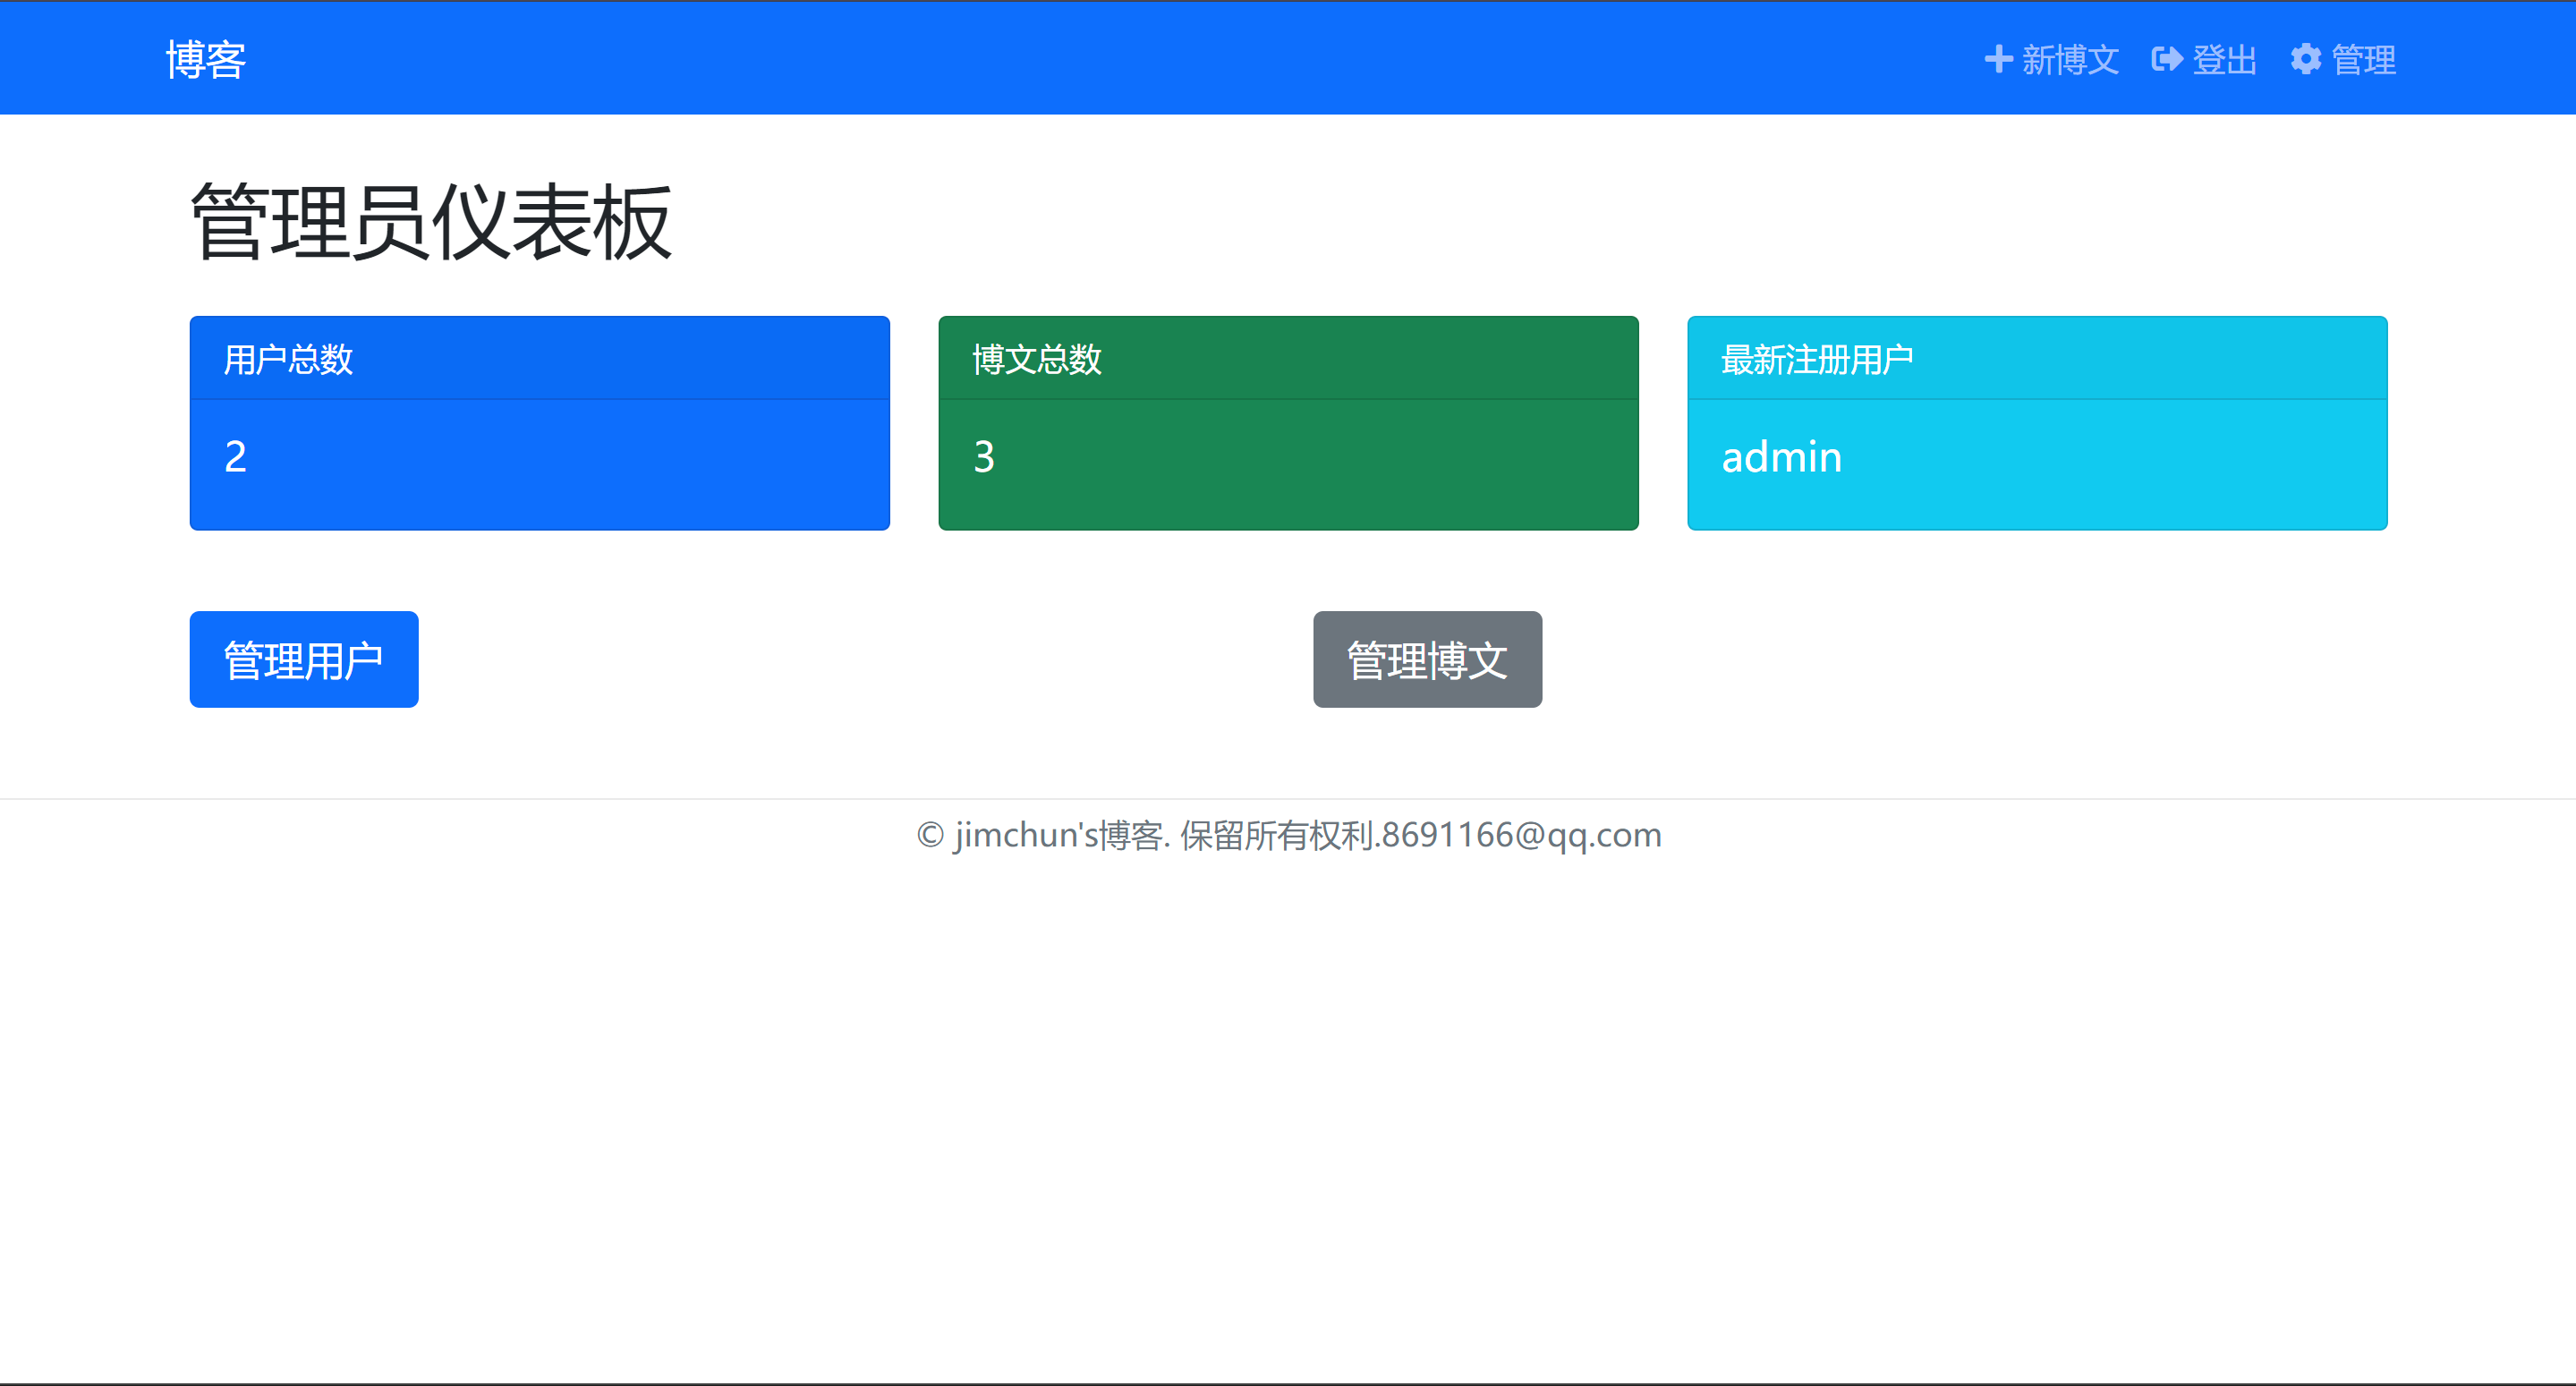 博客
新博文 登出 管理
管理员仪表板
用户总数
2
博文总数
3
最新注册用户
admin
管理用户
管理博文
© jimchun's博客. 保留所有权利.8691166@qq.com